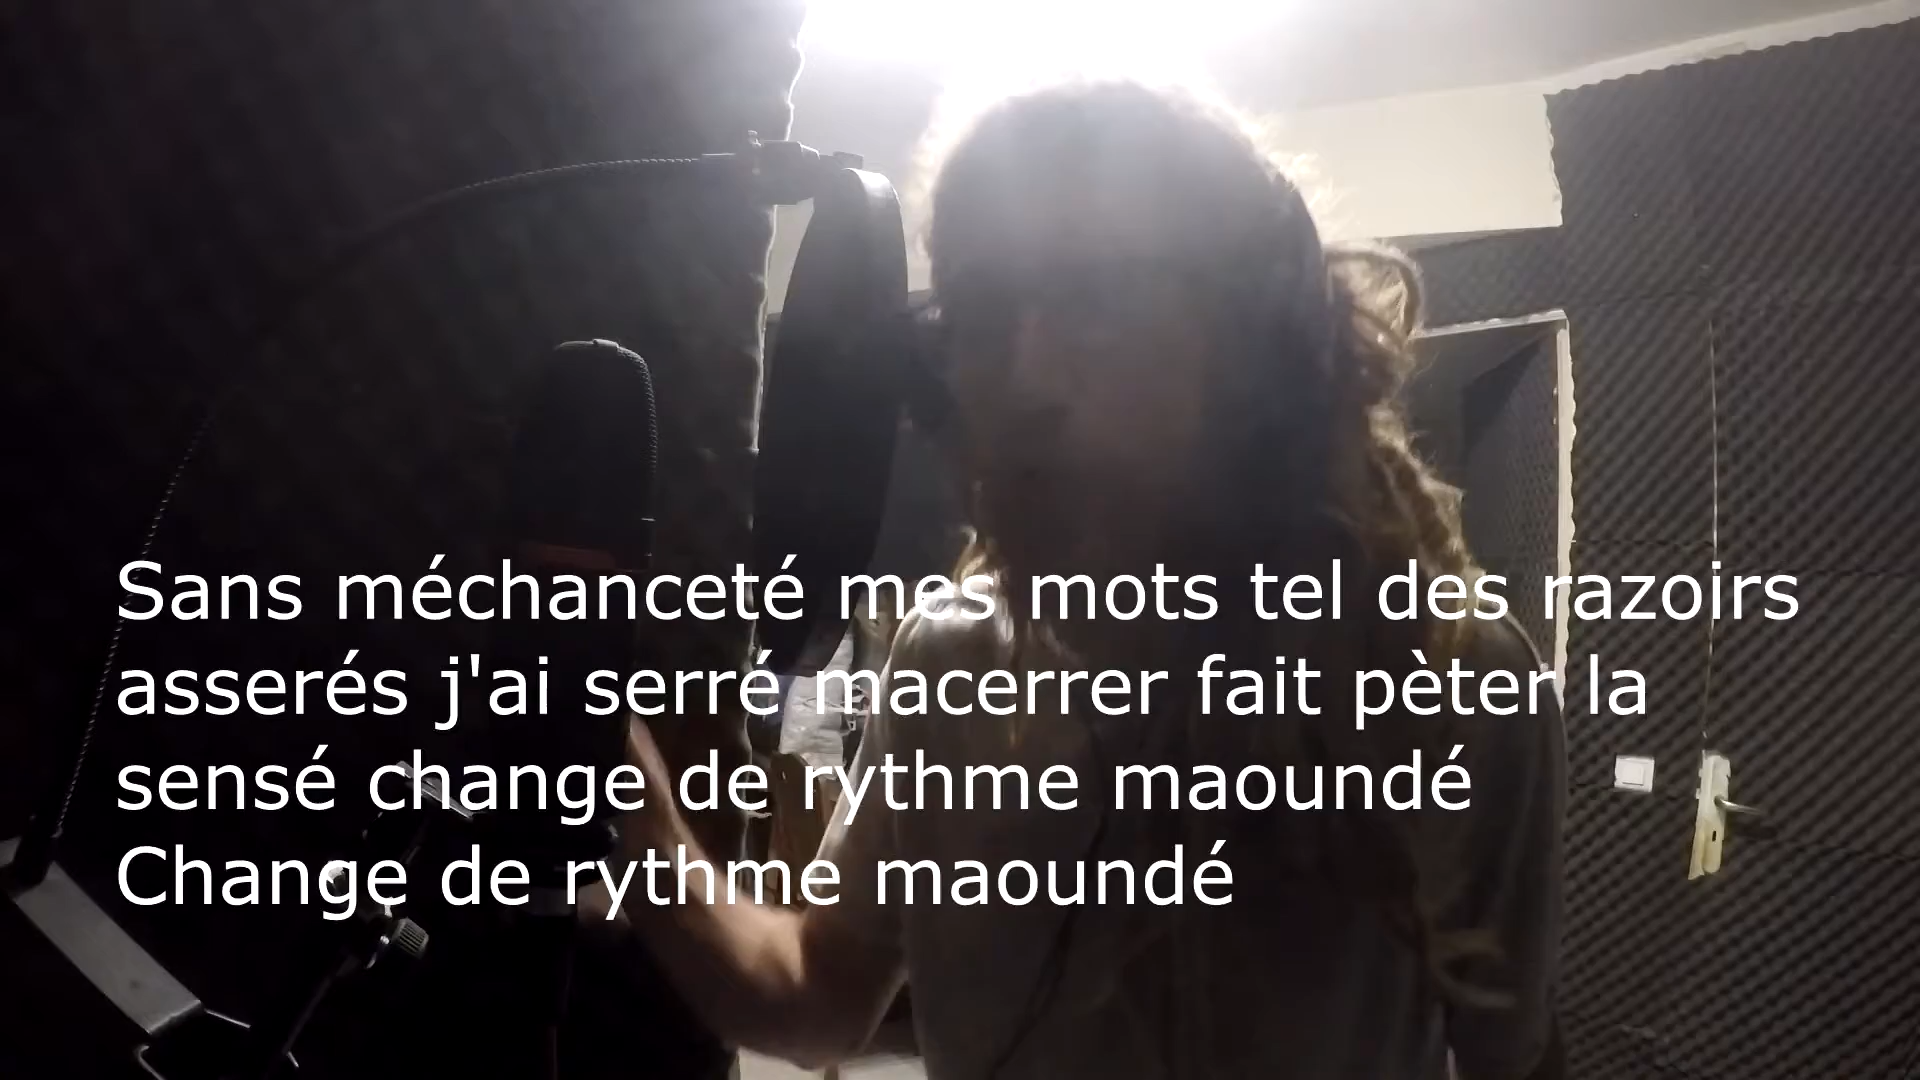 Sans méchanceté mes mots tel des razoirs
asserés j'ai serré macerrer fait pèter la
sensé change de rythme maoundé
Change de rythme maoundé